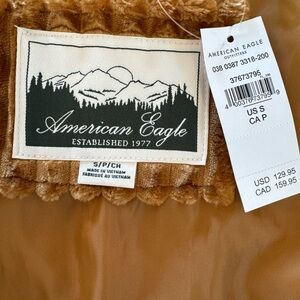 American Eagle
ESTABLISHED 1977
S/P/CH
MADE IN VIETNAM
FABRIQUÉ AU VIETNAM
AMERICAN EAGLE
OUTFITTERS
038 0387 3318-200
37673795
US S
CA P
USD 129.95
CAD 159.95